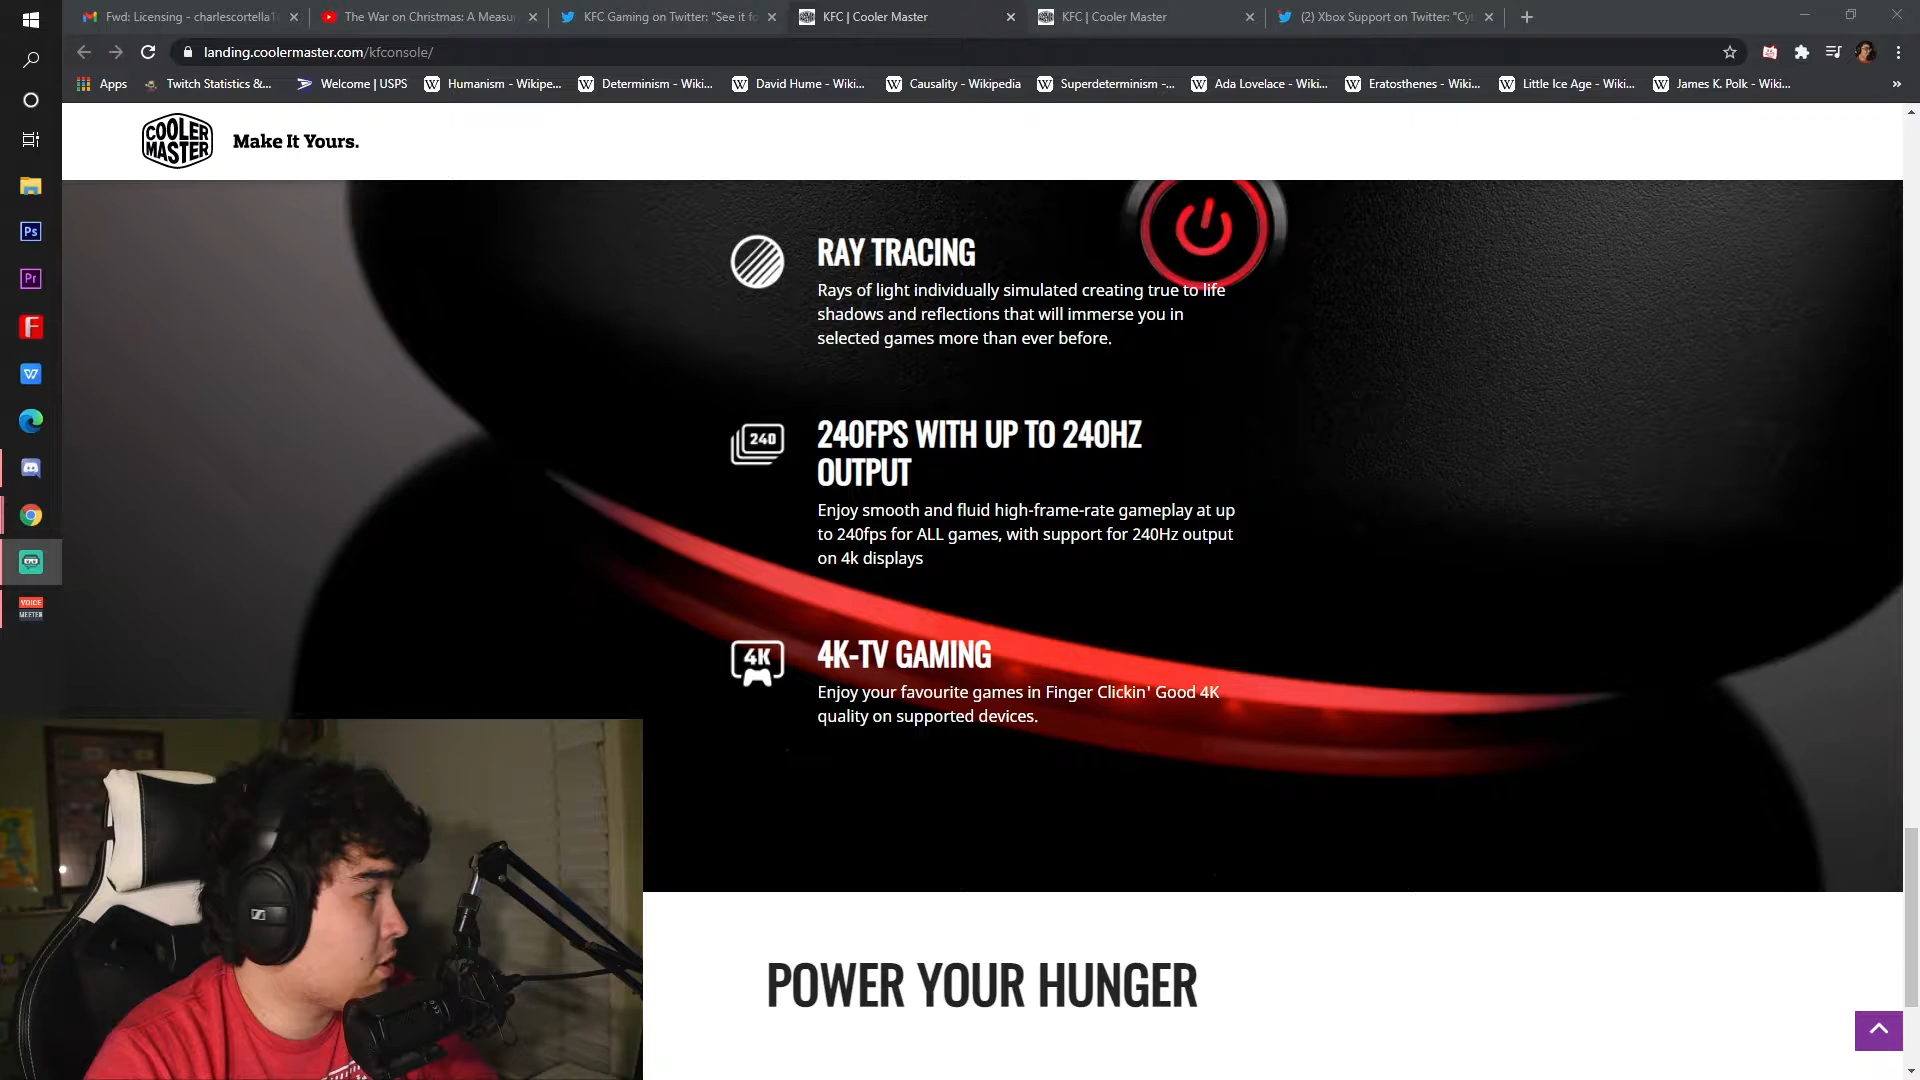 Fwd: Licensing - charlescortella1
The War on Christmas: A Measu
KFC Gaming on Twitter: "See it fo
KFC | Cooler Master
KFC | Cooler Master
(2) Xbox Support on Twitter: "Cy
landing.coolermaster.com/kfconsole/
Apps
Twitch Statistics &...
Welcome | USPS
Humanism - Wikipe...
Determinism - Wiki...
David Hume - Wiki...
Causality - Wikipedia
Superdeterminism -...
Ada Lovelace - Wiki...
Eratosthenes - Wiki...
Little Ice Age - Wiki...
James K. Polk - Wiki...
COOLER
MASTER
Make It Yours.
RAY TRACING
Rays of light individually simulated creating true to life
shadows and reflections that will immerse you in
selected games more than ever before.
240
240FPS WITH UP TO 240HZ
OUTPUT
Enjoy smooth and fluid high-frame-rate gameplay at up
to 240fps for ALL games, with support for 240Hz output
on 4k displays
4K
4K-TV GAMING
Enjoy your favourite games in Finger Clickin' Good 4K
quality on supported devices.
POWER YOUR HUNGER
Ps
Pr
F
W
VOICE
MEETER